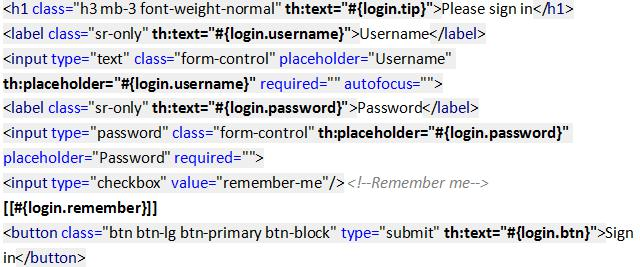 <h1 class="h3 mb-3 font-weight-normal" th:text="#{login.tip}">Please sign in</h1>
<label class="sr-only" th:text="#{login.username}">Username</label>
<input type="text" class="form-control" placeholder="Username"
th:placeholder="#{login.username}" required="" autofocus="">
<label class="sr-only" th:text="#{login.password}">Password</label>
<input type="password" class="form-control" th:placeholder="#{login.password}"
placeholder="Password" required="">
<input type="checkbox" value="remember-me"/> <!--Remember me-->
[[#{login.remember}]]
<button class="btn btn-lg btn-primary btn-block" type="submit" th:text="#{login.btn}">Sign
in</button>